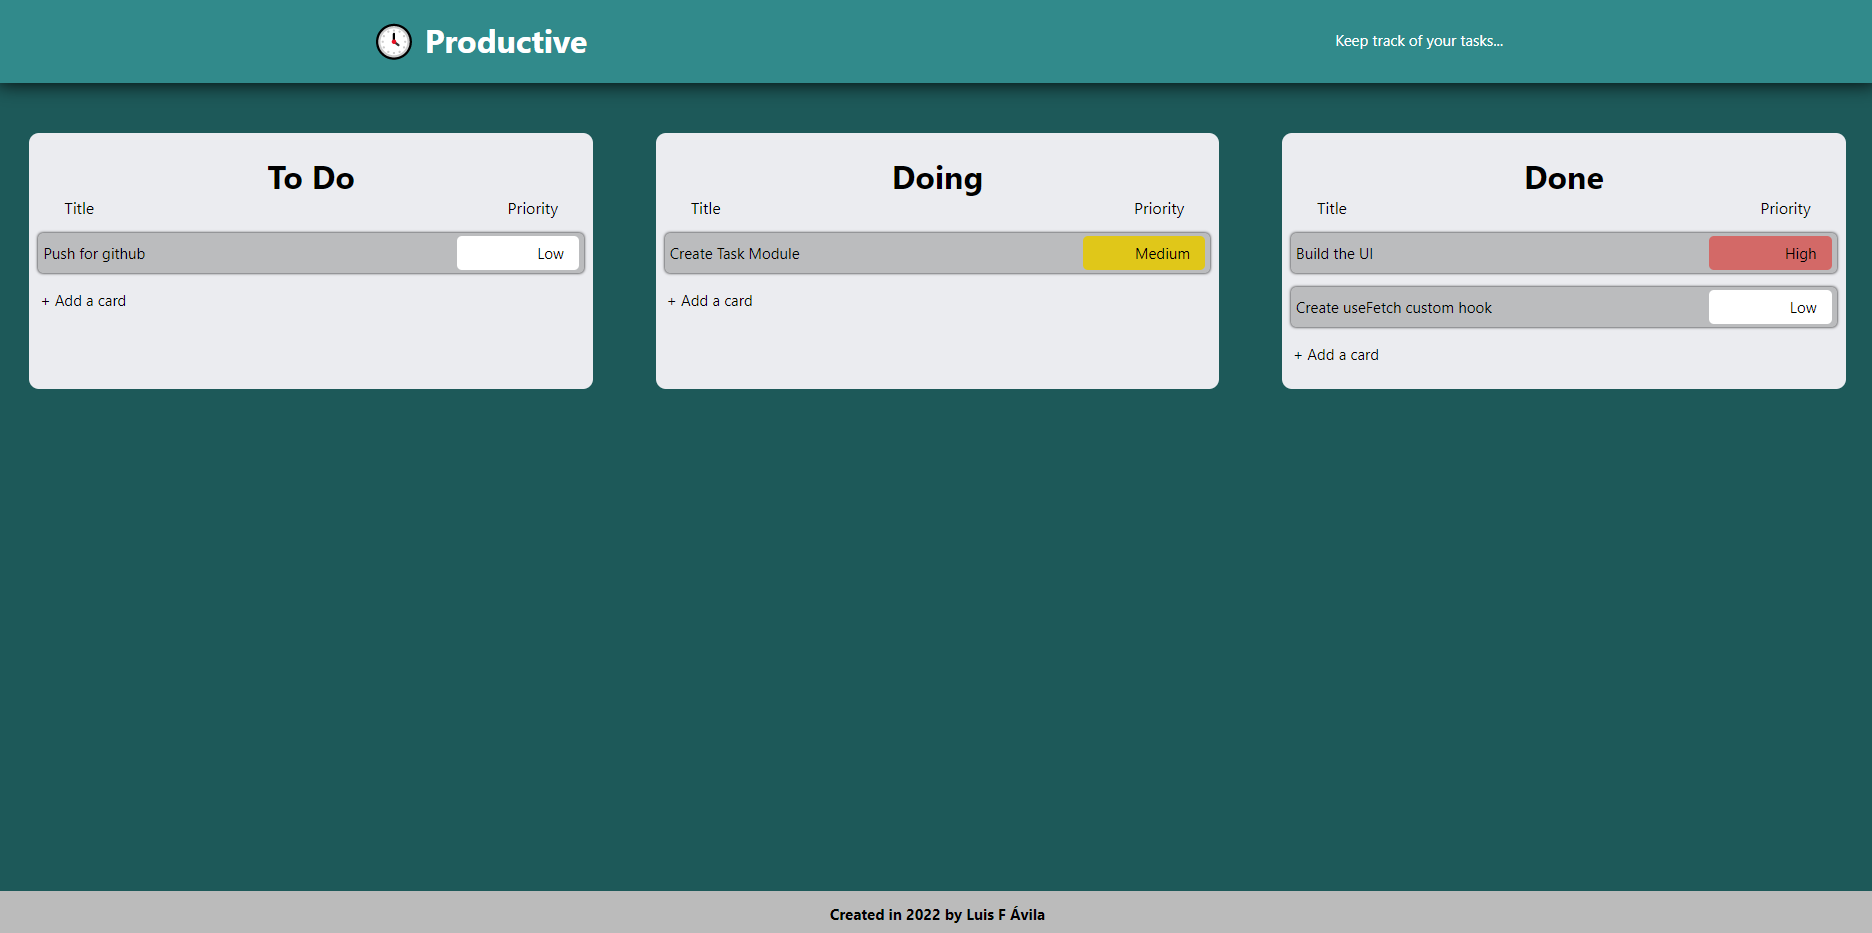 Productive
Keep track of your tasks...
To Do
Title Priority
Push for github Low
+ Add a card
Doing
Title Priority
Create Task Module Medium
+ Add a card
Done
Title Priority
Build the UI High
Create useFetch custom hook Low
+ Add a card
Created in 2022 by Luis F Ávila